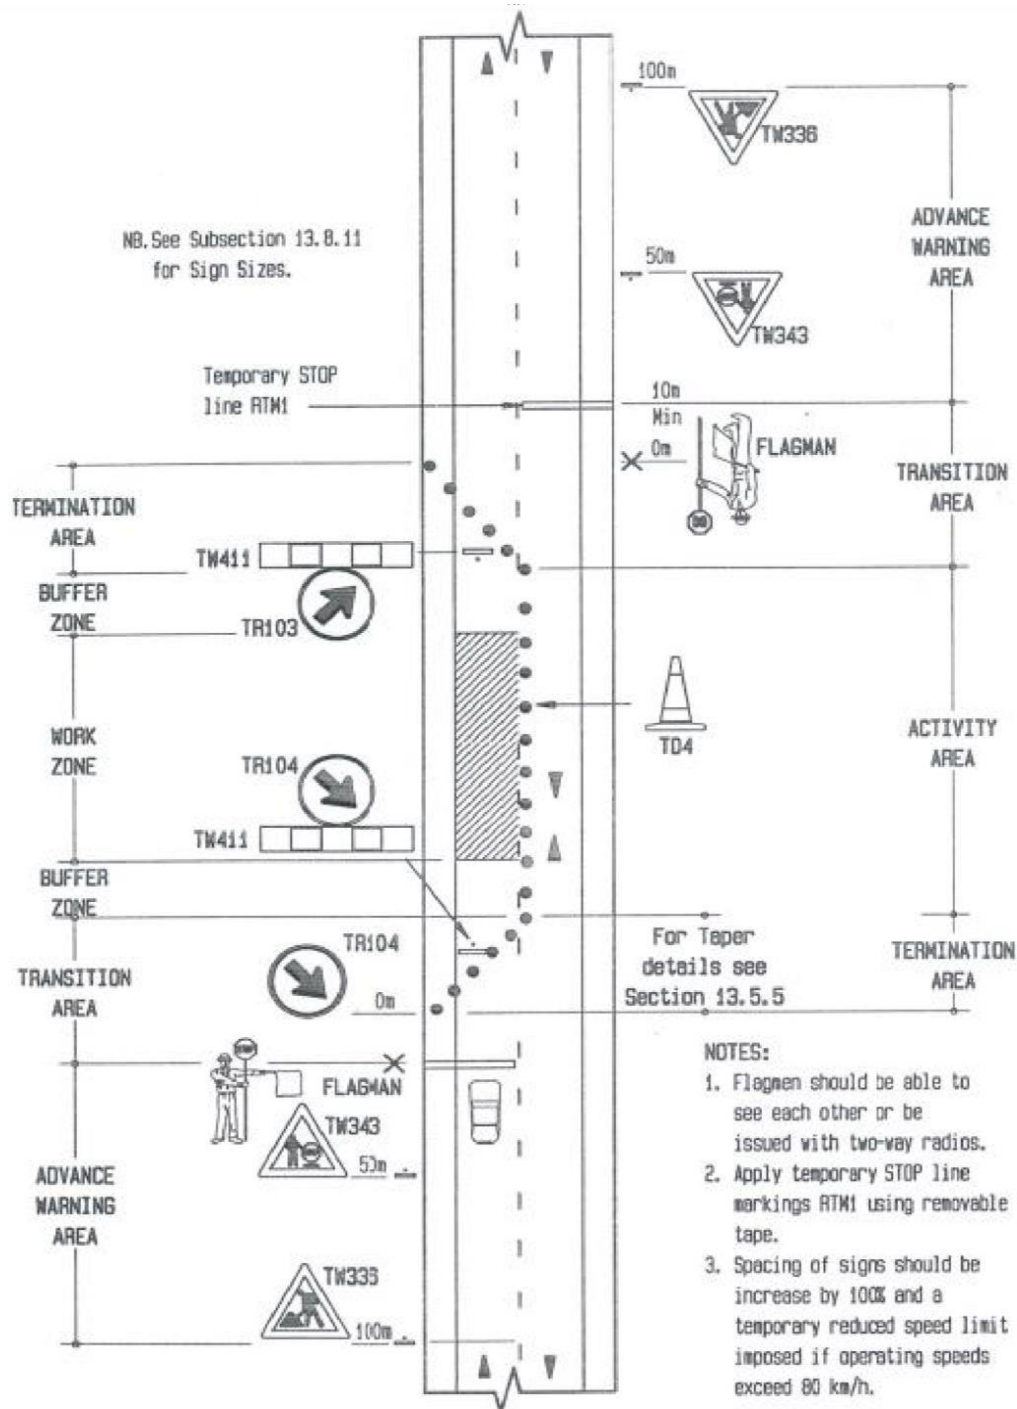 100m
TW336
ADVANCE
WARNING
AREA
NB.See Subsection 13.8.11
for Sign Sizes.
50m
TW343
Temporary STOP
line RTM1
10m
Min
0m
FLAGMAN
TRANSITION
AREA
TERMINATION
AREA
TW411
BUFFER
ZONE
TR103
WORK
ZONE
TD4
ACTIVITY
AREA
TR104
TW411
BUFFER
ZONE
TR104
For Taper
details see
Section 13.5.5
TERMINATION
AREA
TRANSITION
AREA
0m
FLAGMAN
TW343
50m
ADVANCE
WARNING
AREA
TW336
100m
NOTES:
1. Flagmen should be able to
see each other or be
issued with two-way radios.
2. Apply temporary STOP line
markings RTM1 using removable
tape.
3. Spacing of signs should be
increase by 100% and a
temporary reduced speed limit
imposed if operating speeds
exceed 80 km/h.